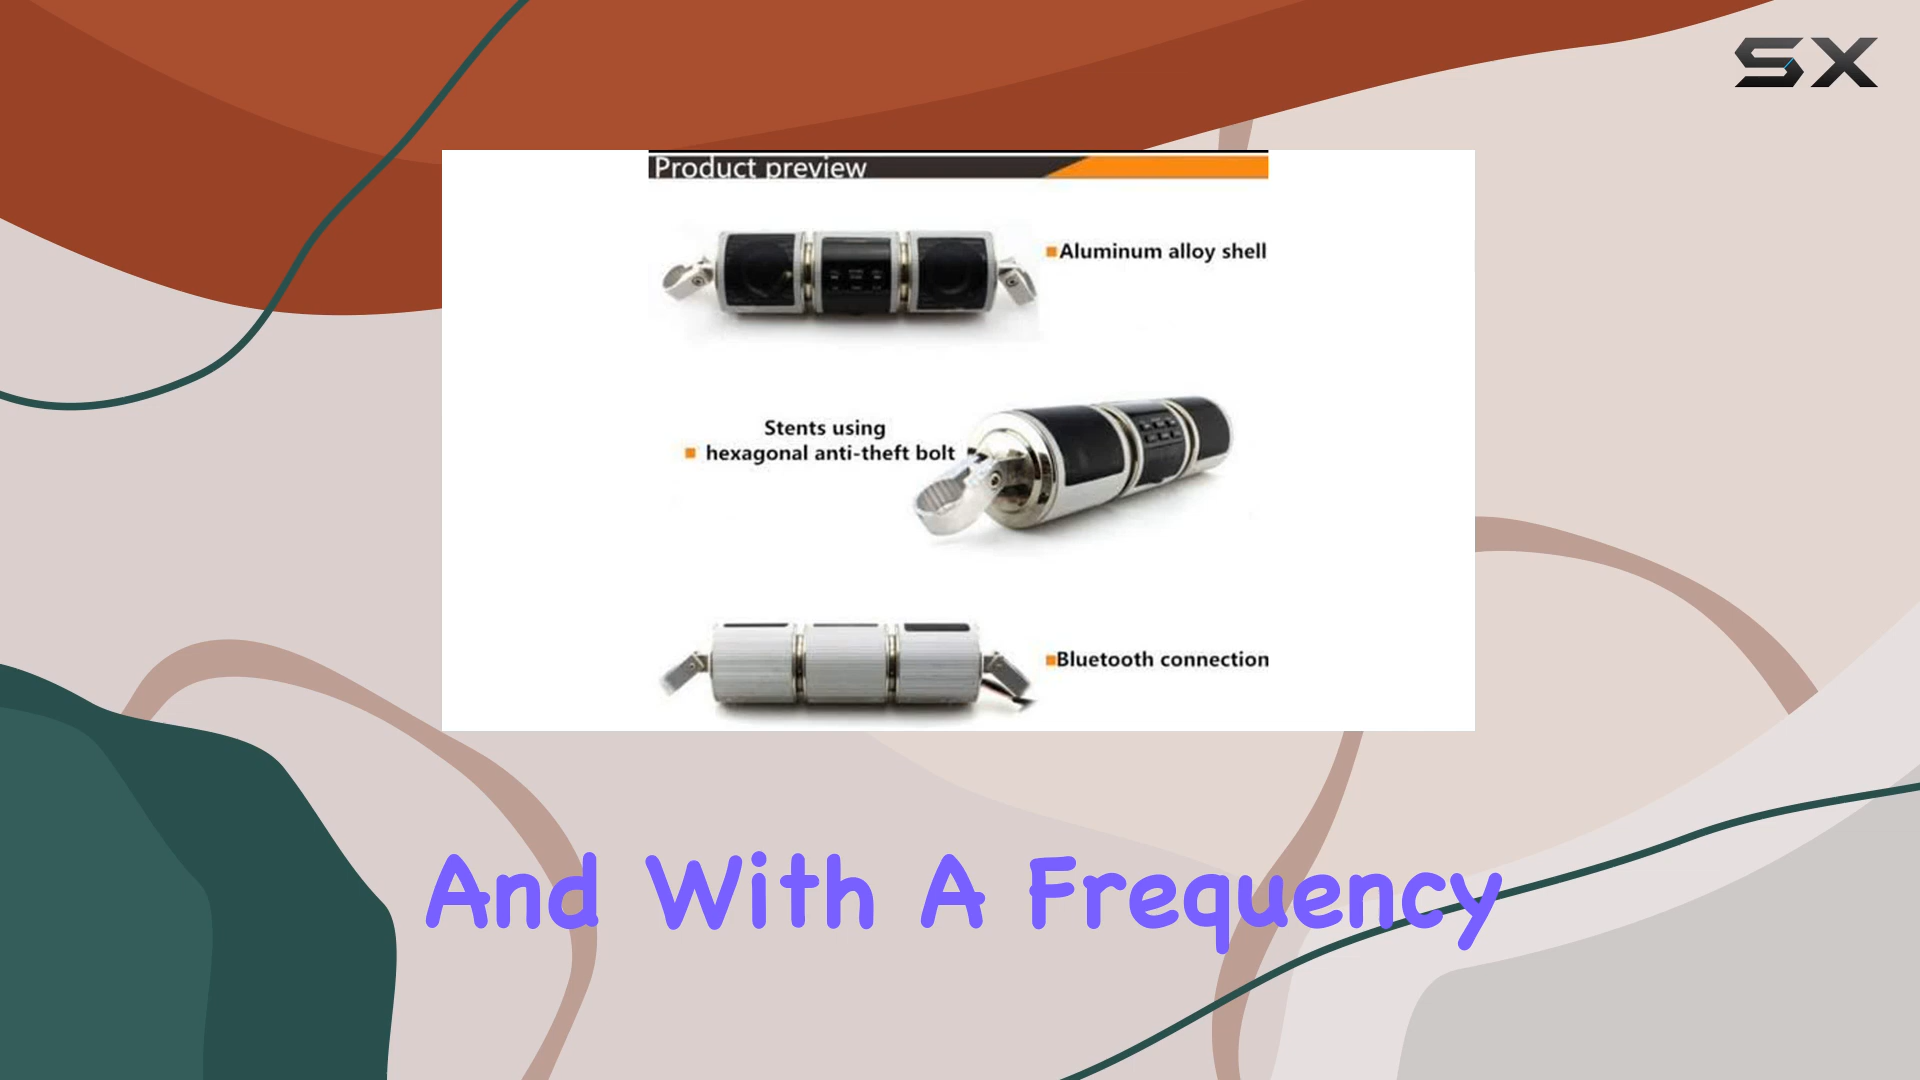 SX
Product preview
Aluminum alloy shell
Stents using
hexagonal anti-theft bolt
Bluetooth connection
And With A Frequency